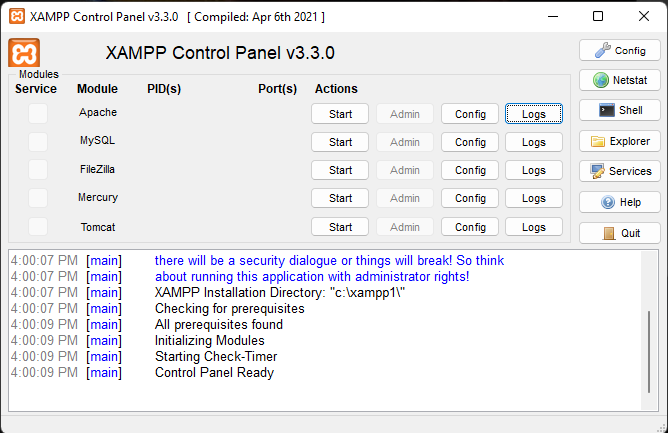 XAMPP Control Panel v3.3.0 [ Compiled: Apr 6th 2021 ]
XAMPP Control Panel v3.3.0
Config
Modules
Service Module PID(s) Port(s) Actions
Netstat
Apache Start Admin Config Logs
Shell
MySQL Start Admin Config Logs
Explorer
FileZilla Start Admin Config Logs
Services
Mercury Start Admin Config Logs
Help
Tomcat Start Admin Config Logs
Quit
4:00:07 PM [main] there will be a security dialogue or things will break! So think
4:00:07 PM [main] about running this application with administrator rights!
4:00:07 PM [main] XAMPP Installation Directory: "c:\xampp1\"
4:00:07 PM [main] Checking for prerequisites
4:00:09 PM [main] All prerequisites found
4:00:09 PM [main] Initializing Modules
4:00:09 PM [main] Starting Check-Timer
4:00:09 PM [main] Control Panel Ready